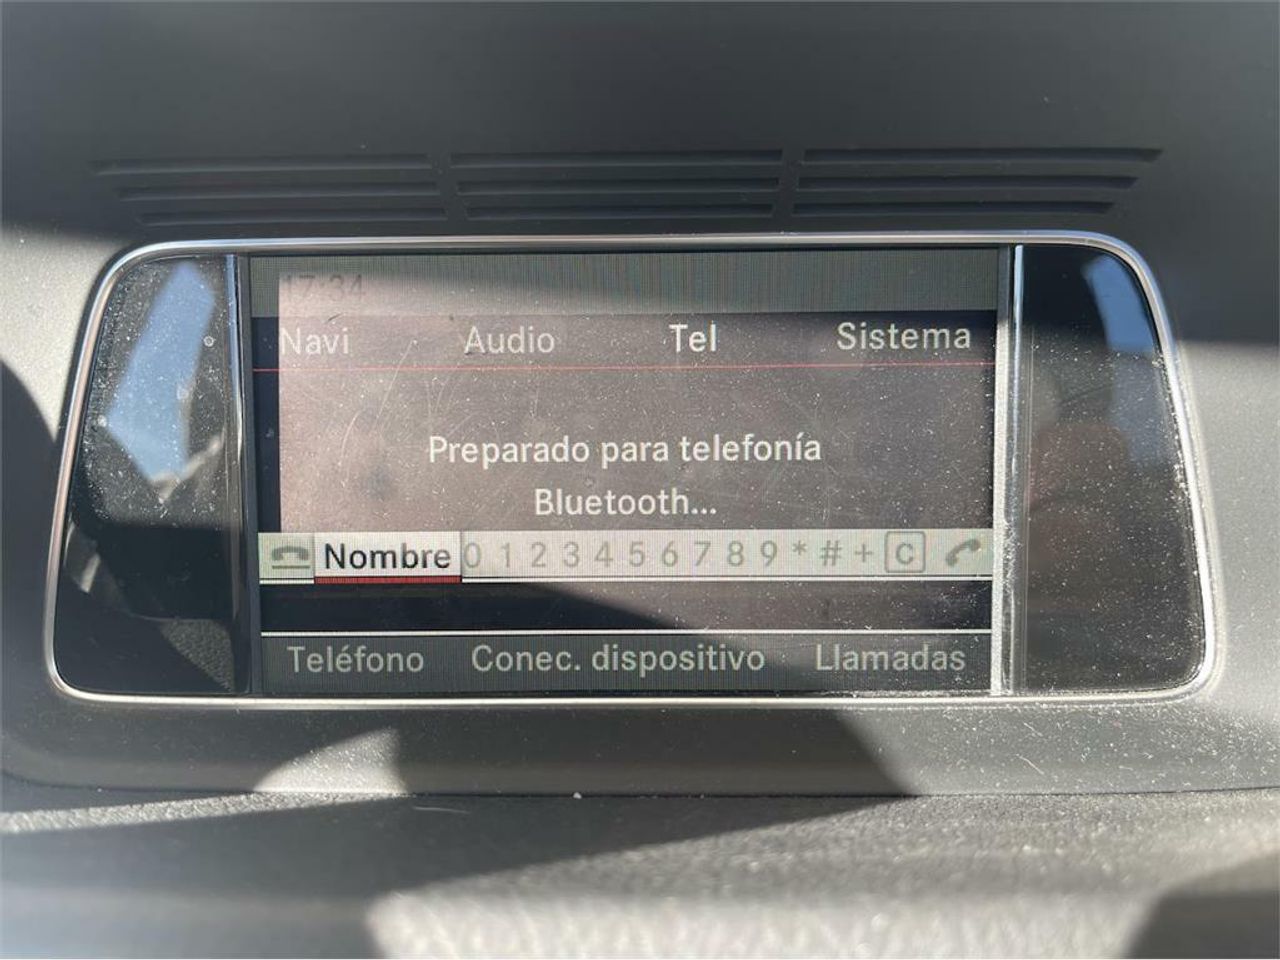 17:34
Navi Audio Tel Sistema
Preparado para telefonía
Bluetooth...
Nombre 0 1 2 3 4 5 6 7 8 9 * # + C
Teléfono Conec. dispositivo Llamadas